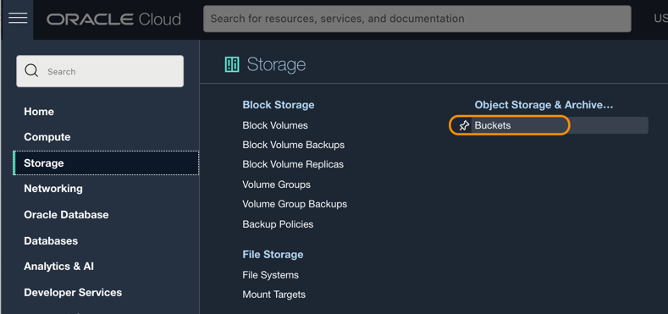 ORACLE Cloud
Search for resources, services, and documentation
US
Search
Home
Compute
Storage
Networking
Oracle Database
Databases
Analytics & AI
Developer Services
Storage
Block Storage
Block Volumes
Block Volume Backups
Block Volume Replicas
Volume Groups
Volume Group Backups
Backup Policies
File Storage
File Systems
Mount Targets
Object Storage & Archive...
Buckets